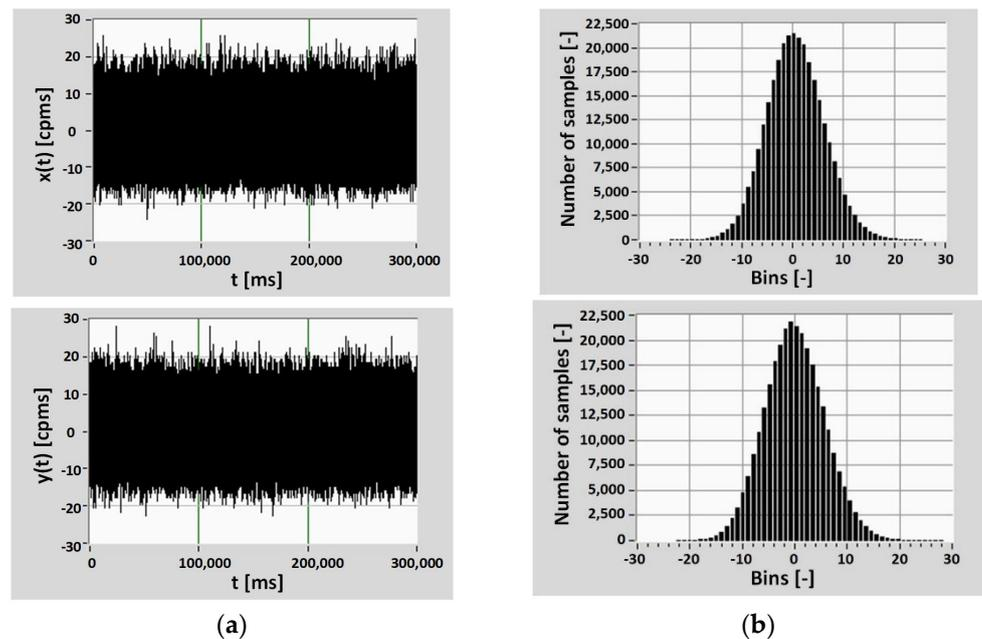 30
20
10
0
-10
-20
-30
x(t) [cpms]
0 100,000 200,000 300,000
t [ms]
22,500
20,000
17,500
15,000
12,500
10,000
7,500
5,000
2,500
0
Number of samples [-]
-30 -20 -10 0 10 20 30
Bins [-]
30
20
10
0
-10
-20
-30
y(t) [cpms]
0 100,000 200,000 300,000
t [ms]
22,500
20,000
17,500
15,000
12,500
10,000
7,500
5,000
2,500
0
Number of samples [-]
-30 -20 -10 0 10 20 30
Bins [-]
(a) (b)